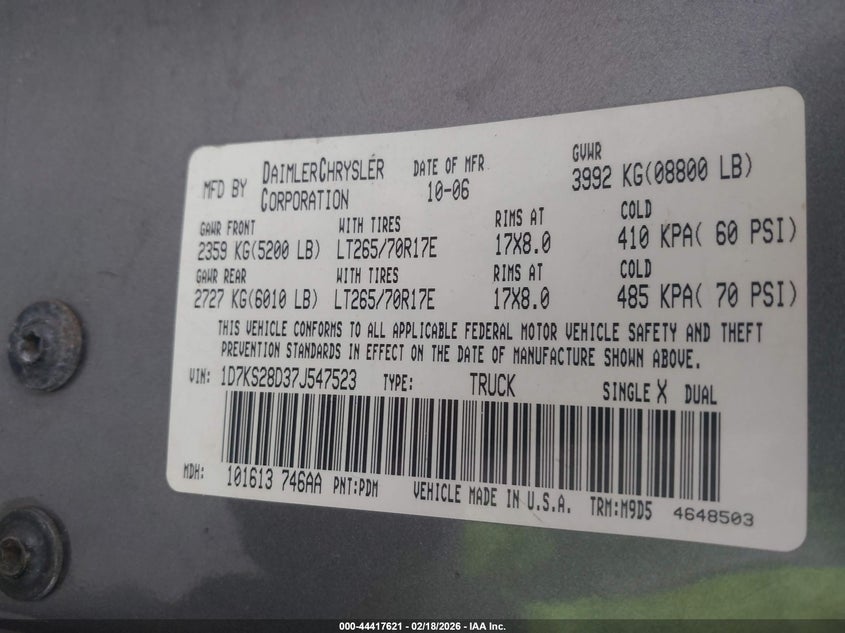 MFD BY DAIMLERCHRYSLER CORPORATION DATE OF MFR 10-06 GVWR 3992 KG(08800 LB)
GAWR FRONT WITH TIRES RIMS AT COLD
2359 KG(5200 LB) LT265/70R17E 17X8.0 410 KPA( 60 PSI)
GAWR REAR WITH TIRES RIMS AT COLD
2727 KG(6010 LB) LT265/70R17E 17X8.0 485 KPA( 70 PSI)
THIS VEHICLE CONFORMS TO ALL APPLICABLE FEDERAL MOTOR VEHICLE SAFETY AND THEFT
PREVENTION STANDARDS IN EFFECT ON THE DATE OF MANUFACTURE SHOWN ABOVE.
VIN: 1D7KS28D37J547523 TYPE: TRUCK SINGLE X DUAL
MDH: 101613 746AA PNT:PDM VEHICLE MADE IN U.S.A. TRM:M9D5 4648503
000-44417621 - 02/18/2026 - IAA Inc.